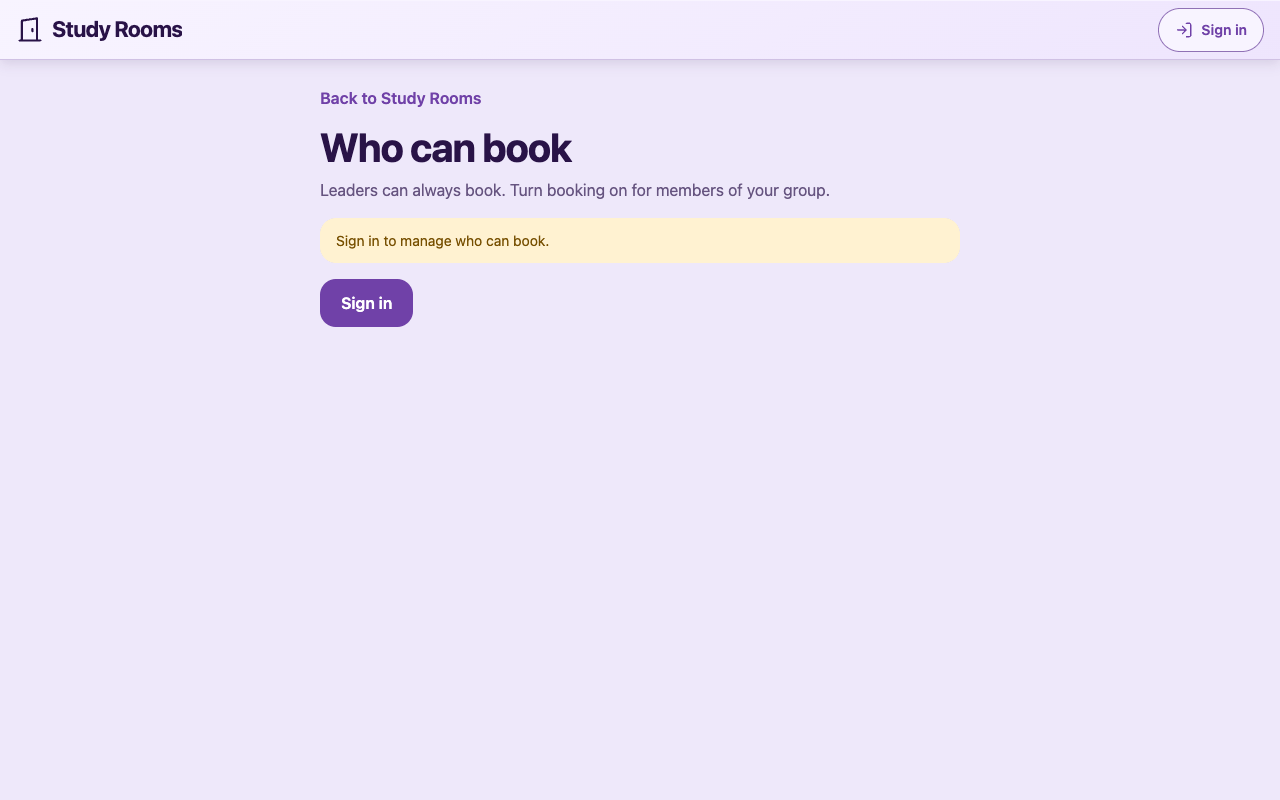 Study Rooms
Sign in
Back to Study Rooms
Who can book
Leaders can always book. Turn booking on for members of your group.
Sign in to manage who can book.
Sign in